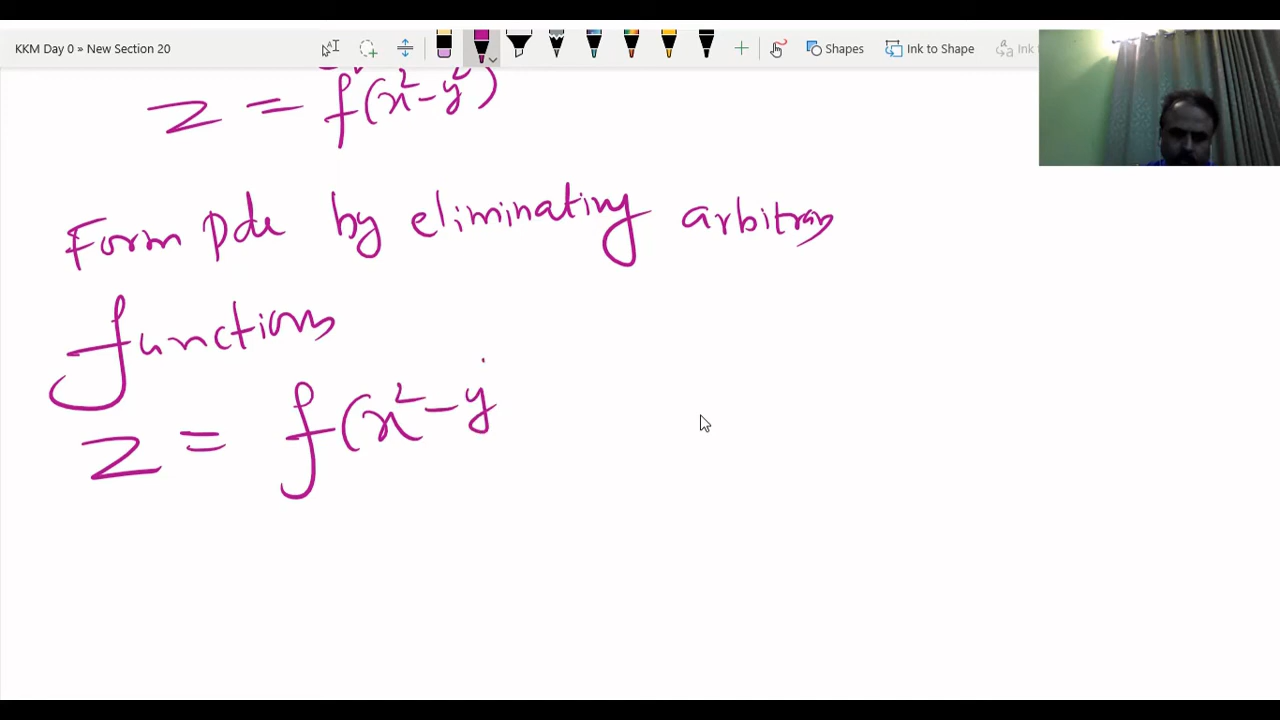 KKM Day 0 » New Section 20
Shapes Ink to Shape Ink
z = f(x² - y²)
Form pde by eliminating arbitrary
functions
z = f(x² - y